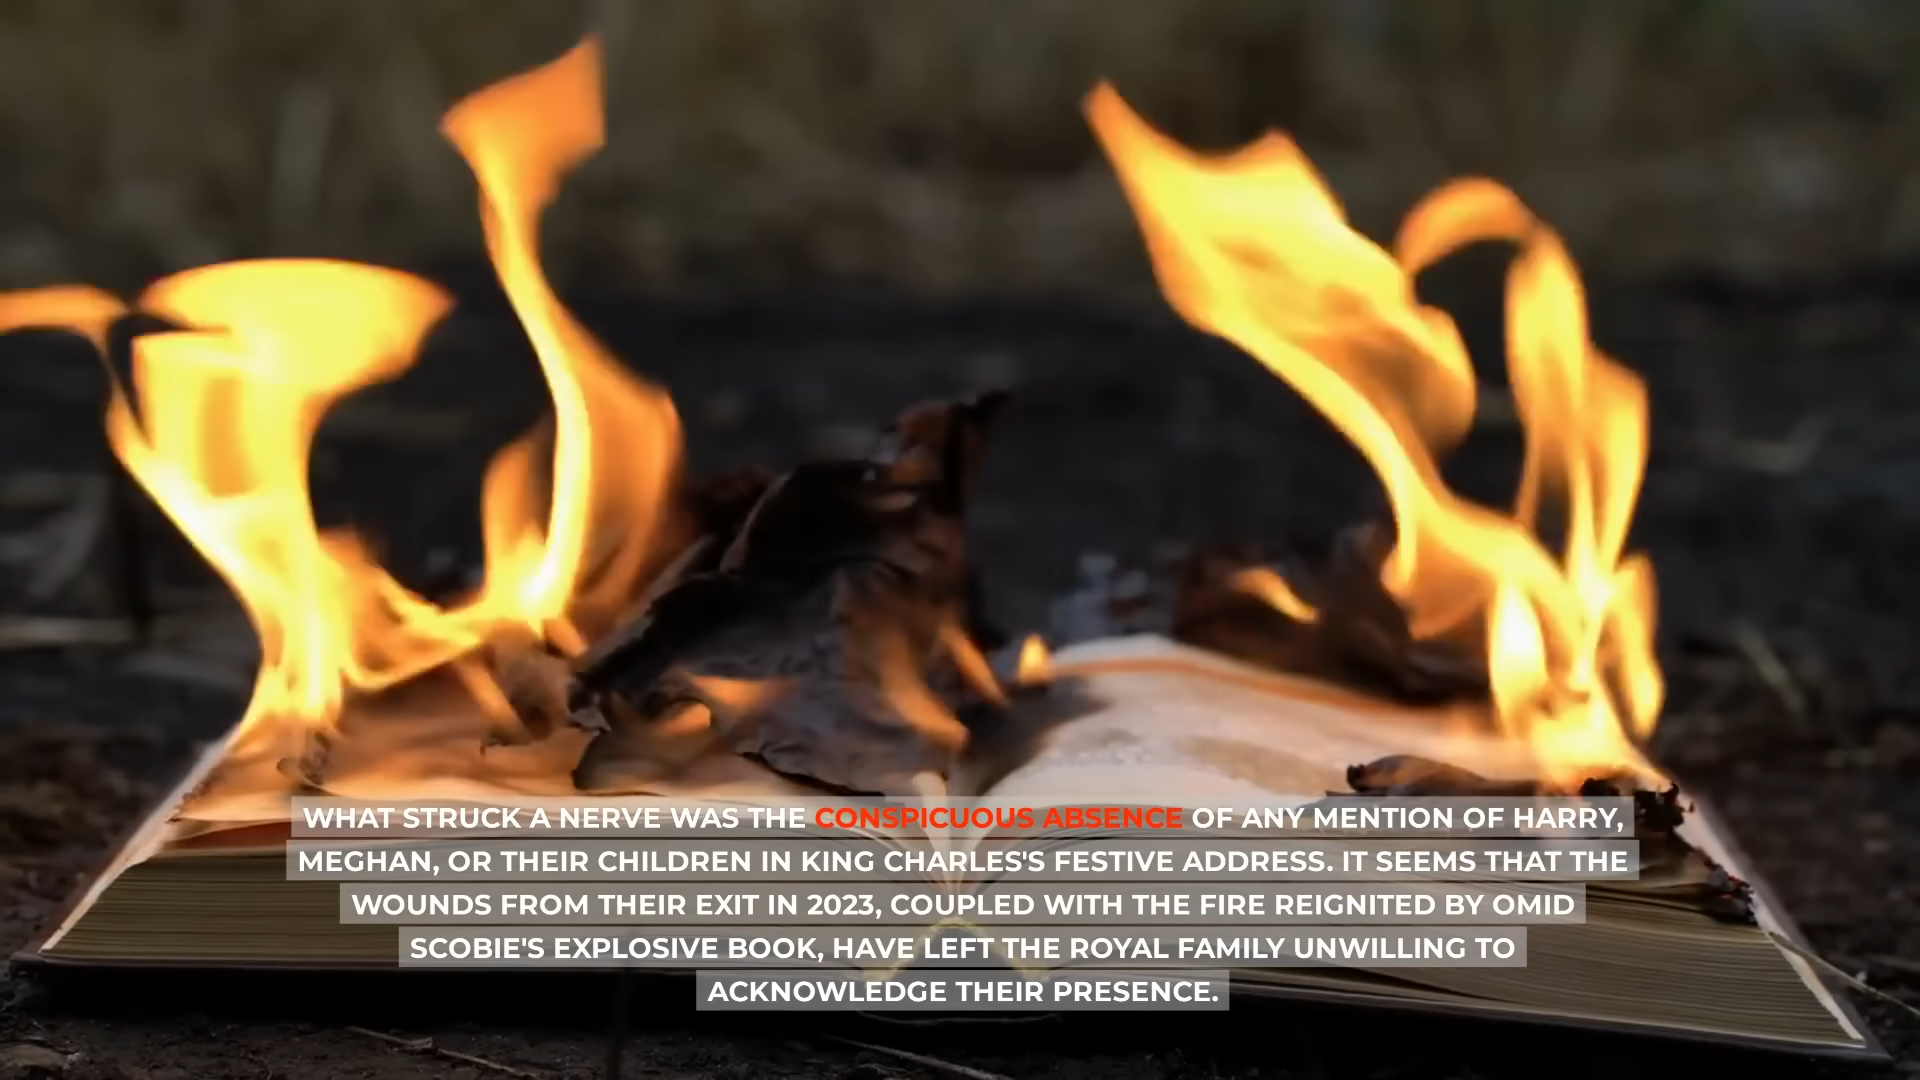 WHAT STRUCK A NERVE WAS THE CONSPICUOUS ABSENCE OF ANY MENTION OF HARRY,
MEGHAN, OR THEIR CHILDREN IN KING CHARLES'S FESTIVE ADDRESS. IT SEEMS THAT THE
WOUNDS FROM THEIR EXIT IN 2023, COUPLED WITH THE FIRE REIGNITED BY OMID
SCOBIE'S EXPLOSIVE BOOK, HAVE LEFT THE ROYAL FAMILY UNWILLING TO
ACKNOWLEDGE THEIR PRESENCE.